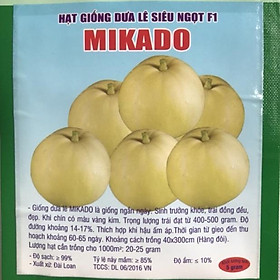 HẠT GIỐNG DƯA LÊ SIÊU NGỌT F1
MIKADO
- Giống dưa lê MIKADO là giống ngắn ngày. Sinh trưởng khỏe, trái đồng đều,
đẹp. Khi chín có màu vàng kim. Trọng lượng trái đạt từ 400-500 gram. Độ
đường khoảng 14-17%. Thích hợp khí hậu ấm áp.Thời gian từ gieo đến thu
hoạch khoảng 60-65 ngày. Khoảng cách trồng 40x300cm (Hàng đôi).
Lượng hạt cần trồng cho 1000m²: 20-25 gram
- Độ sạch: ≥ 99% Tỷ lệ nảy mầm: ≥ 85% Độ ẩm: ≤ 10%
- Xuất xứ: Đài Loan TCCS: DL 06/2016 VN